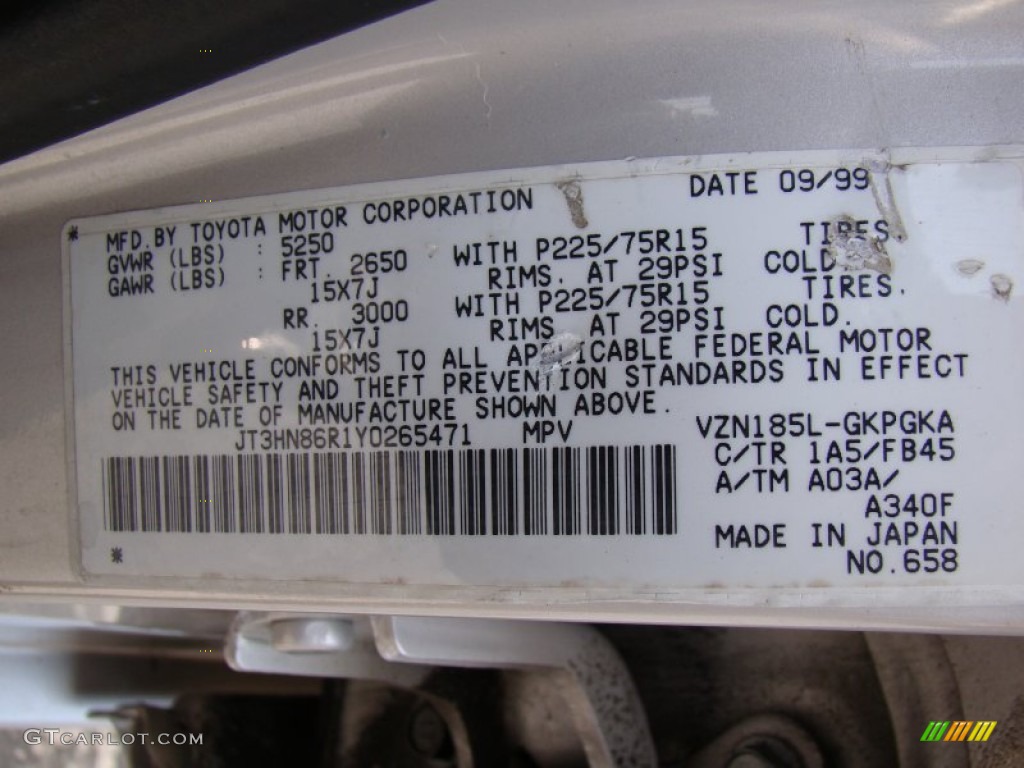 DATE 09/99
MFD. BY TOYOTA MOTOR CORPORATION
GVWR (LBS) : 5250
GAWR (LBS) : FRT. 2650 WITH P225/75R15 TIRES
15X7J RIMS. AT 29PSI COLD
RR. 3000 WITH P225/75R15 TIRES.
15X7J RIMS. AT 29PSI COLD.
THIS VEHICLE CONFORMS TO ALL APPLICABLE FEDERAL MOTOR
VEHICLE SAFETY AND THEFT PREVENTION STANDARDS IN EFFECT
ON THE DATE OF MANUFACTURE SHOWN ABOVE.
JT3HN86R1Y0265471 MPV VZN185L-GKPGKA
C/TR 1A5/FB45
A/TM A03A/
A340F
MADE IN JAPAN
NO.658
GTCARLOT.COM